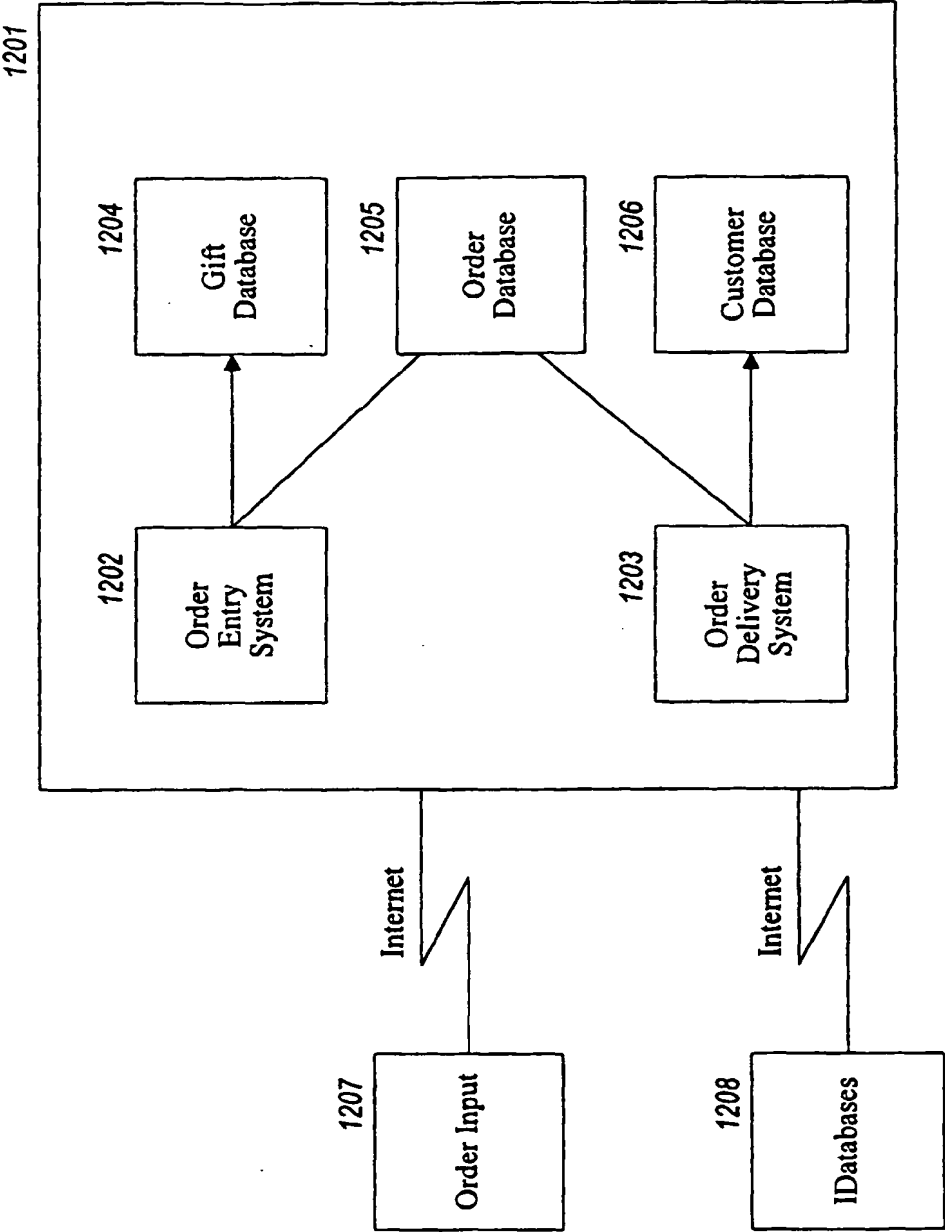 1201
1202
Order
Entry
System
1204
Gift
Database
1205
Order
Database
1203
Order
Delivery
System
1206
Customer
Database
Internet
Internet
1207
Order Input
1208
IDatabases